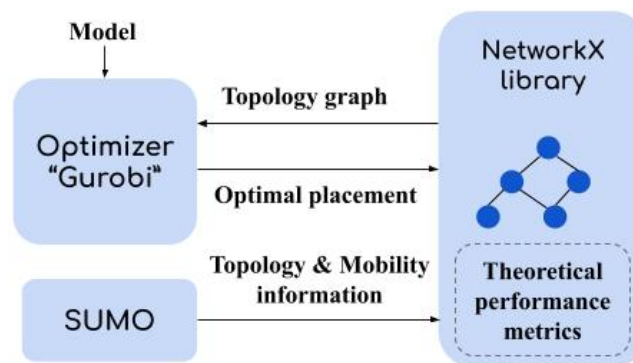 Model
Optimizer
"Gurobi"
Topology graph
Optimal placement
NetworkX
library
SUMO
Topology & Mobility
information
Theoretical
performance
metrics